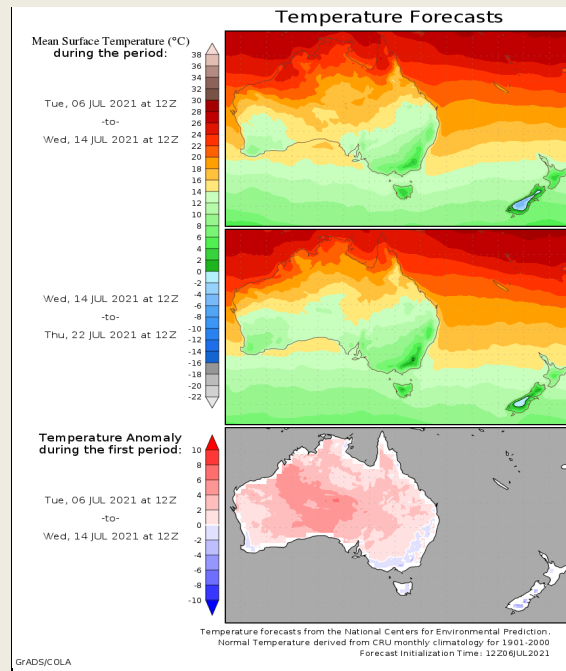 Temperature Forecasts
Mean Surface Temperature (°C)
during the period:
Tue, 06 JUL 2021 at 12Z
-to-
Wed, 14 JUL 2021 at 12Z
38
36
34
32
30
28
26
24
22
20
18
16
14
12
10
8
6
4
2
0
-2
-4
-6
-8
-10
-12
-14
-16
-18
-20
-22
Wed, 14 JUL 2021 at 12Z
-to-
Thu, 22 JUL 2021 at 12Z
Temperature Anomaly
during the first period:
Tue, 06 JUL 2021 at 12Z
-to-
Wed, 14 JUL 2021 at 12Z
10
8
6
4
2
0
-2
-4
-6
-8
-10
Temperature forecasts from the National Centers for Environmental Prediction.
Normal Temperature derived from CRU monthly climatology for 1901-2000
Forecast Initialization Time: 12Z06JUL2021
GrADS/COLA